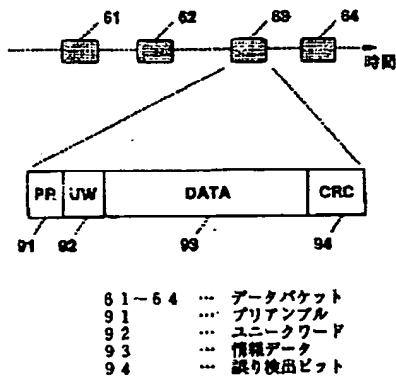 61 62 63 64
時間
PR UW DATA CRC
91 92 93 94
61～64 … データパケット
91 … プリアンブル
92 … ユニークワード
93 … 情報データ
94 …誤り検出ビット